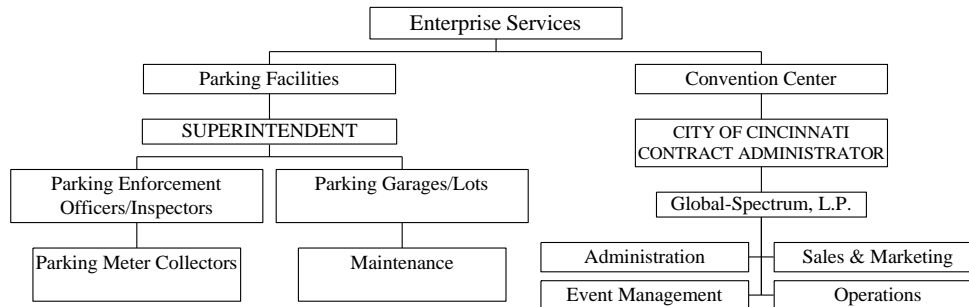 Enterprise Services
Parking Facilities
Convention Center
SUPERINTENDENT
CITY OF CINCINNATI
CONTRACT ADMINISTRATOR
Parking Enforcement
Officers/Inspectors
Parking Garages/Lots
Global-Spectrum, L.P.
Parking Meter Collectors
Maintenance
Administration
Sales & Marketing
Event Management
Operations